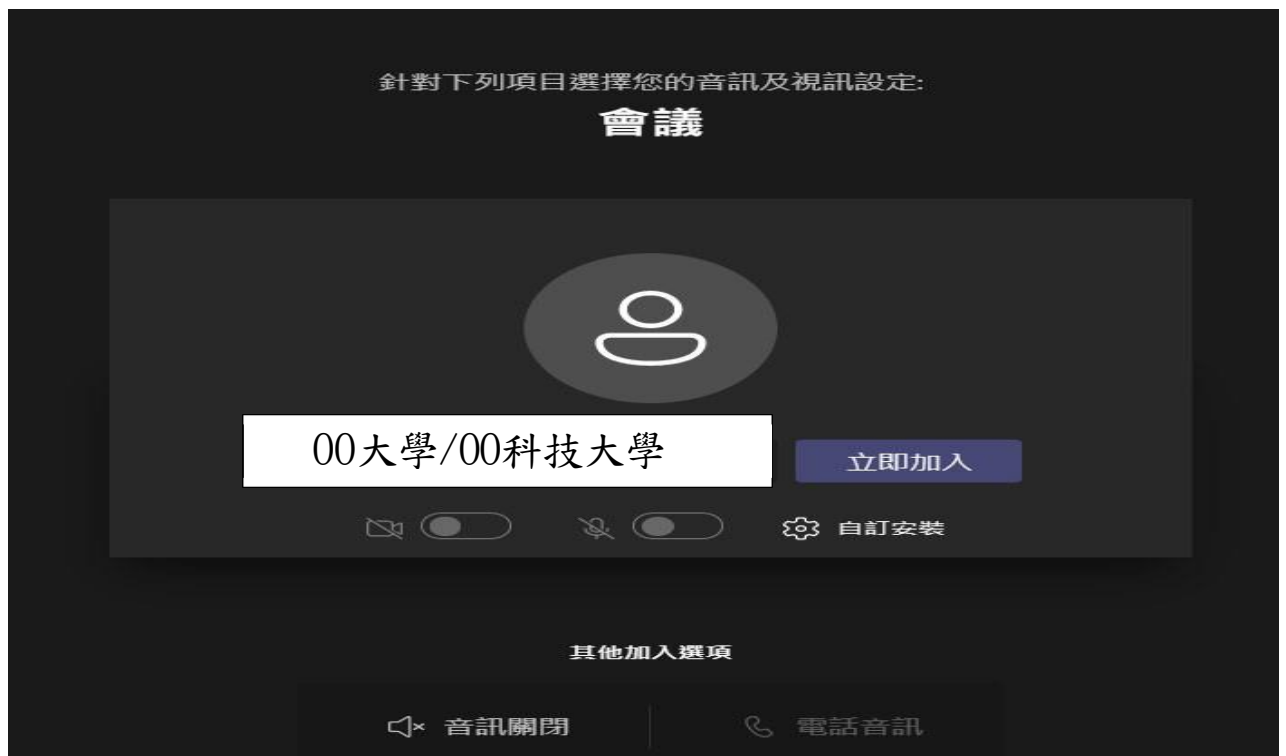 針對下列項目選擇您的音訊及視訊設定:
會議
00大學/00科技大學
立即加入
自訂安裝
其他加入選項
音訊關閉
電話音訊